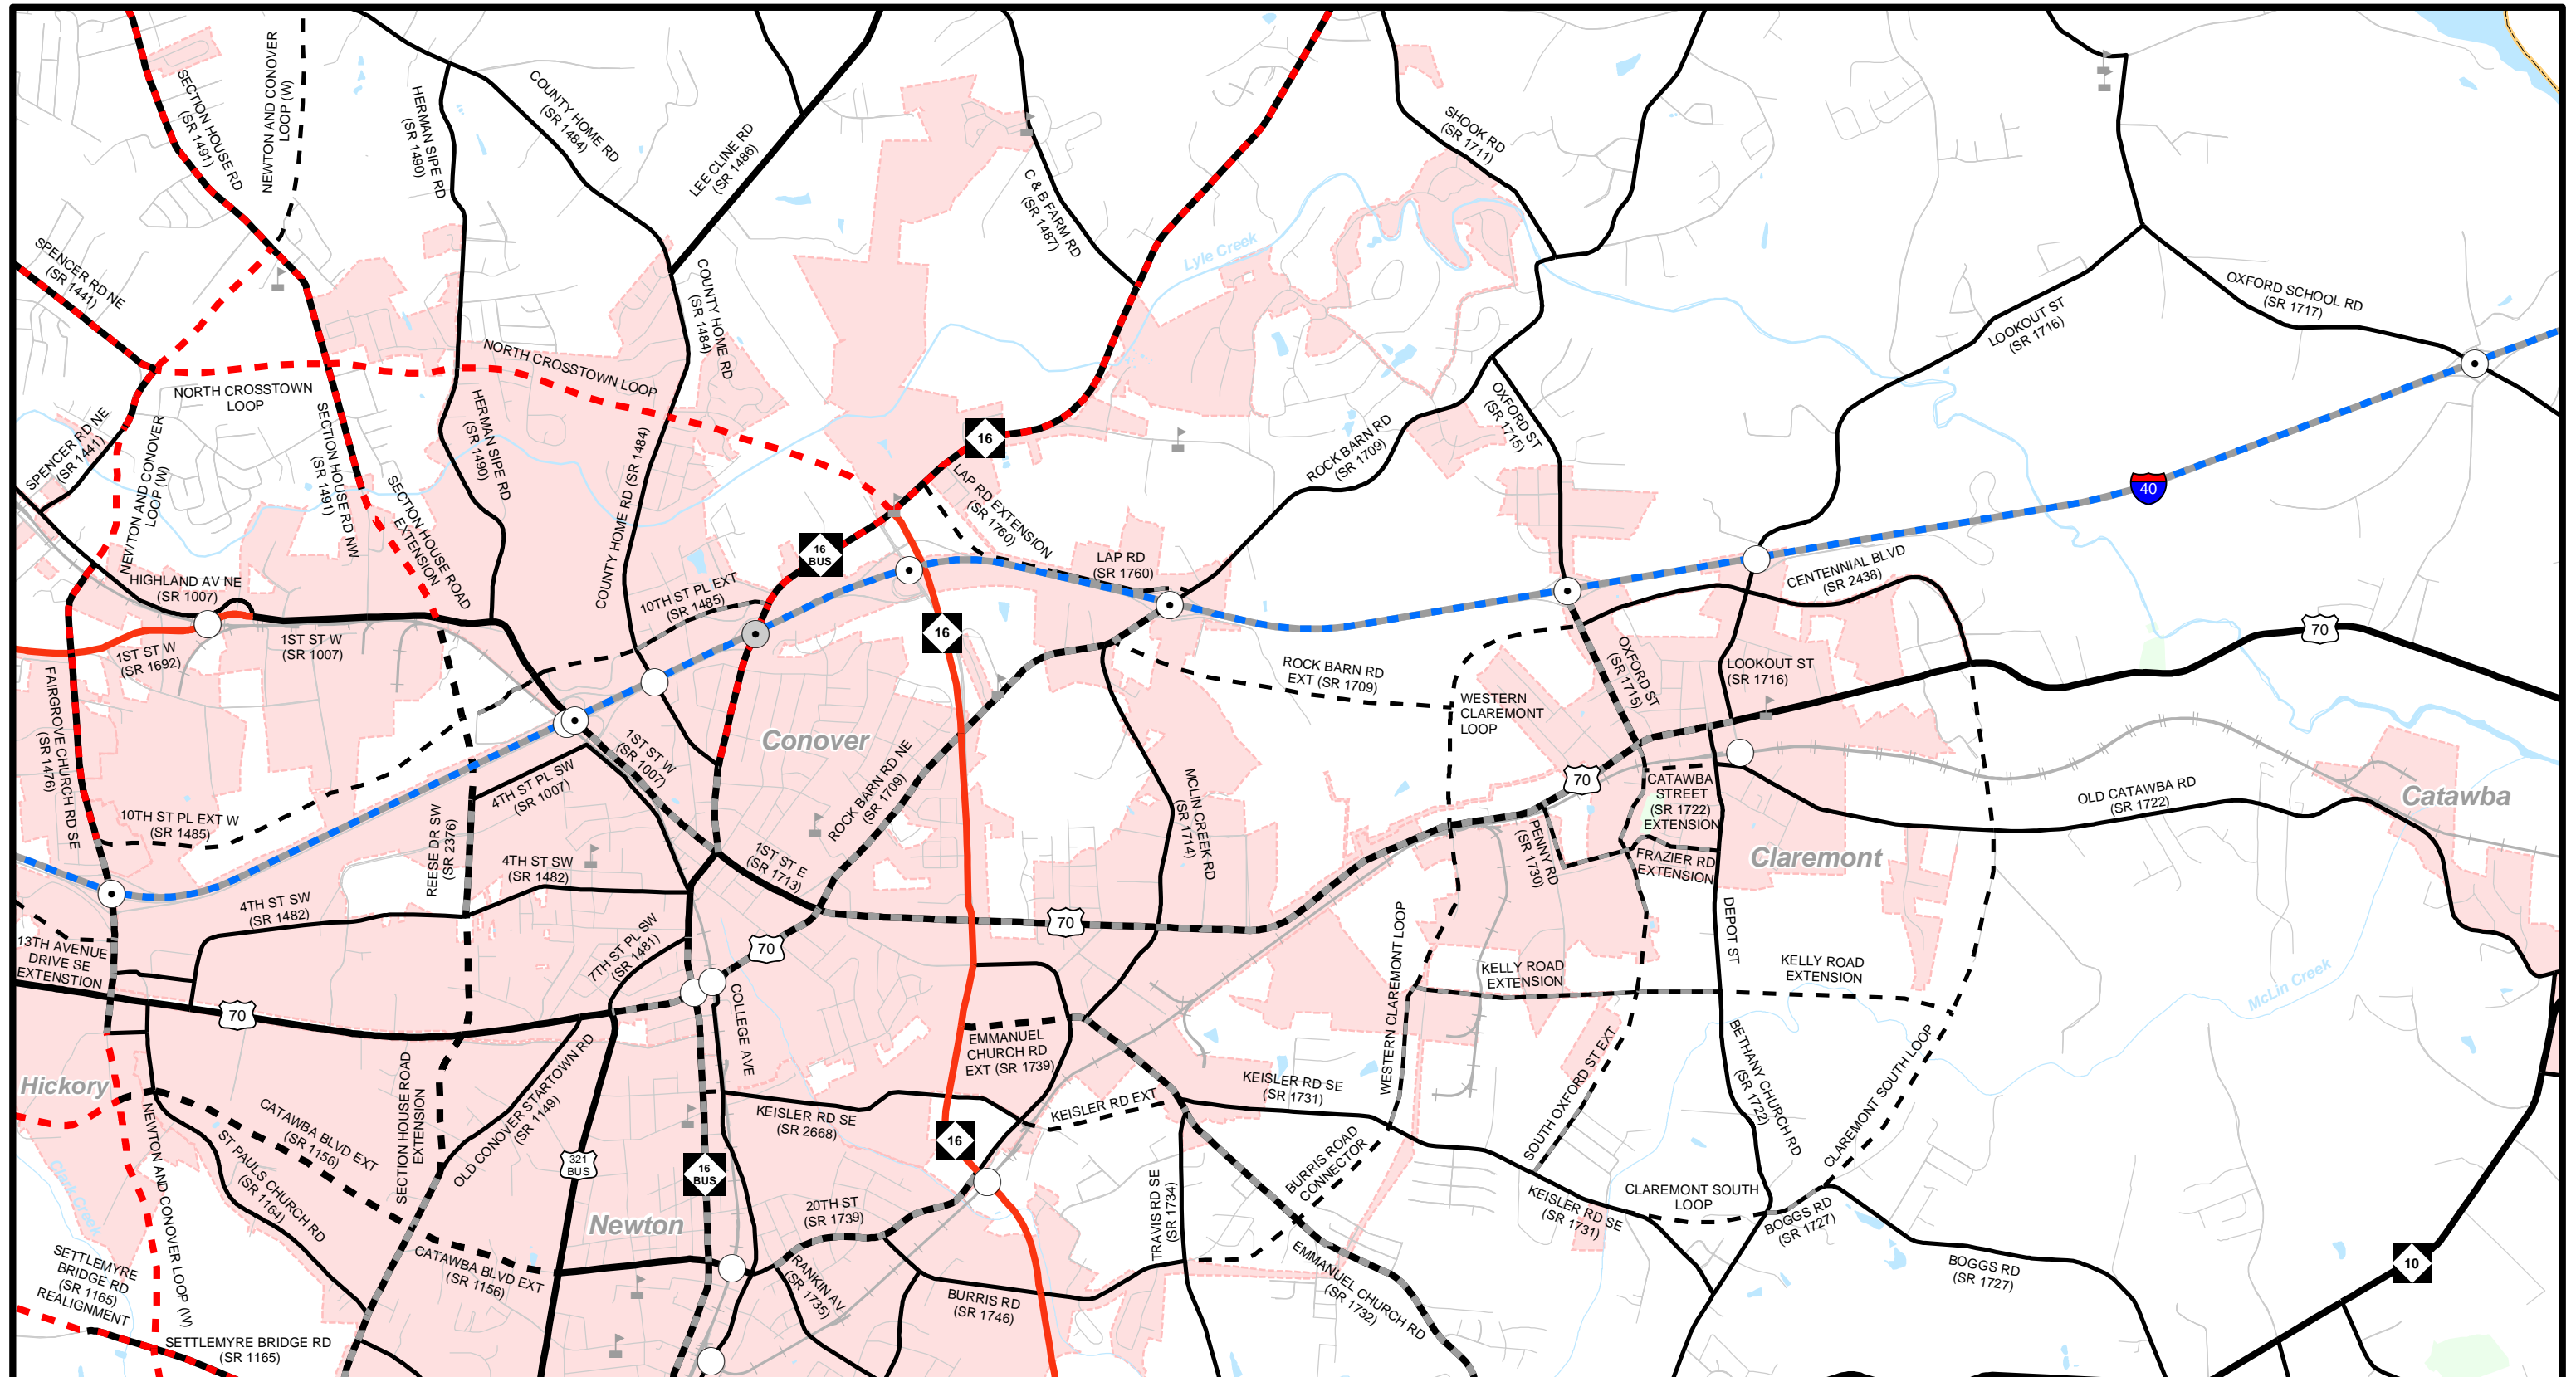 SECTION HOUSE RD
(SR 1491)
NEWTON AND CONOVER
LOOP (W)
HERMAN SIPE RD
(SR 1490)
COUNTY HOME RD
(SR 1484)
LEE CLINE RD
(SR 1486)
C & B FARM RD
(SR 1487)
SHOOK RD
(SR 1711)
Lyle Creek
SPENCER RD NE
(SR 1441)
COUNTY HOME RD
(SR 1484)
OXFORD SCHOOL RD
(SR 1717)
LOOKOUT ST
(SR 1716)
NORTH CROSSTOWN LOOP
NORTH CROSSTOWN
LOOP
SPENCER RD NE
(SR 1441)
NEWTON AND CONOVER
LOOP (W)
SECTION HOUSE RD NW
(SR 1491)
HERMAN SIPE RD
(SR 1490)
SECTION HOUSE ROAD
EXTENSION
COUNTY HOME RD (SR 1484)
16
LAP RD EXTENSION
(SR 1760)
ROCK BARN RD
(SR 1709)
OXFORD ST
(SR 1715)
40
16
BUS
LAP RD
(SR 1760)
CENTENNIAL BLVD
(SR 2438)
HIGHLAND AV NE
(SR 1007)
10TH ST PL EXT
(SR 1485)
16
70
1ST ST W
(SR 1692)
1ST ST W
(SR 1007)
ROCK BARN RD
EXT (SR 1709)
OXFORD ST
(SR 1715)
LOOKOUT ST
(SR 1716)
WESTERN
CLAREMONT
LOOP
FAIRGROVE CHURCH RD SE
(SR 1476)
Conover
1ST ST W
(SR 1007)
4TH ST PL SW
(SR 1007)
ROCK BARN RD NE
(SR 1709)
MCLIN CREEK RD
(SR 1714)
70
CATAWBA
STREET
(SR 1722)
EXTENSION
OLD CATAWBA RD
(SR 1722)
Catawba
10TH ST PL EXT W
(SR 1485)
REESE DR SW
(SR 2376)
4TH ST SW
(SR 1482)
1ST ST E
(SR 1713)
PENNY RD
(SR 1730)
FRAZIER RD
EXTENSION
Claremont
4TH ST SW
(SR 1482)
70
70
7TH ST PL SW
(SR 1481)
13TH AVENUE
DRIVE SE
EXTENSTION
WESTERN CLAREMONT LOOP
DEPOT ST
KELLY ROAD
EXTENSION
KELLY ROAD
EXTENSION
McLin Creek
70
COLLEGE AVE
EMMANUEL
CHURCH RD
EXT (SR 1739)
Hickory
SECTION HOUSE ROAD
EXTENSION
OLD CONOVER STARTOWN RD
(SR 1149)
KEISLER RD SE
(SR 2668)
KEISLER RD EXT
KEISLER RD SE
(SR 1731)
SOUTH OXFORD ST EXT
BETHANY CHURCH RD
(SR 1722)
CLAREMONT SOUTH LOOP
CATAWBA BLVD EXT
(SR 1156)
ST PAULS CHURCH RD
(SR 1164)
NEWTON AND CONOVER LOOP (W)
Clark Creek
321
BUS
16
BUS
16
BURRIS ROAD
CONNECTOR
TRAVIS RD SE
(SR 1734)
KEISLER RD SE
(SR 1731)
CLAREMONT SOUTH
LOOP
BOGGS RD
(SR 1727)
Newton
20TH ST
(SR 1739)
CATAWBA BLVD EXT
(SR 1156)
RANKIN AV
(SR 1735)
BURRIS RD
(SR 1746)
EMMANUEL CHURCH RD
(SR 1732)
BOGGS RD
(SR 1727)
10
SETTLEMYRE
BRIDGE RD
(SR 1165)
REALIGNMENT
SETTLEMYRE BRIDGE RD
(SR 1165)